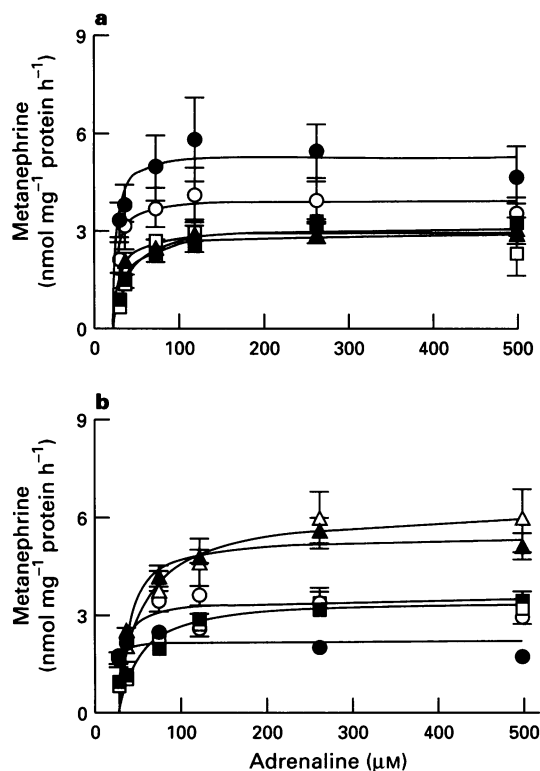 a
9
6
3
0
Metanephrine
(nmol mg⁻¹ protein h⁻¹)
0 100 200 300 400 500
b
9
6
3
0
Metanephrine
(nmol mg⁻¹ protein h⁻¹)
0 100 200 300 400 500
Adrenaline (μM)